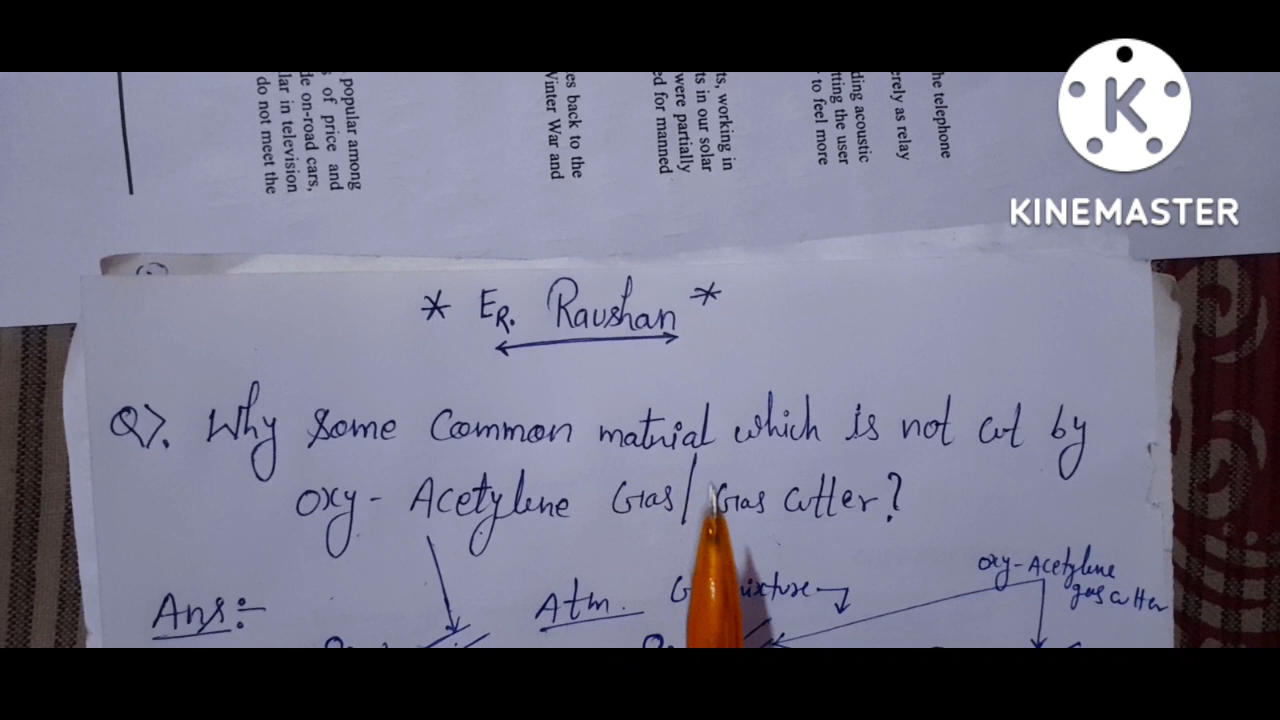 popular among
of price and
on-road cars,
in television
do not meet the
back to the
Winter War and
working in
in our solar
were partially
for manned
the telephone
as relay
acoustic
the user
to feel more
KINEMASTER
* ER. Raushan *
Q>. Why some common material which is not cut by
oxy-Acetylene Gas/Gas cutter?
oxy-Acetylene
gas cutter
Ans:-
Atm.